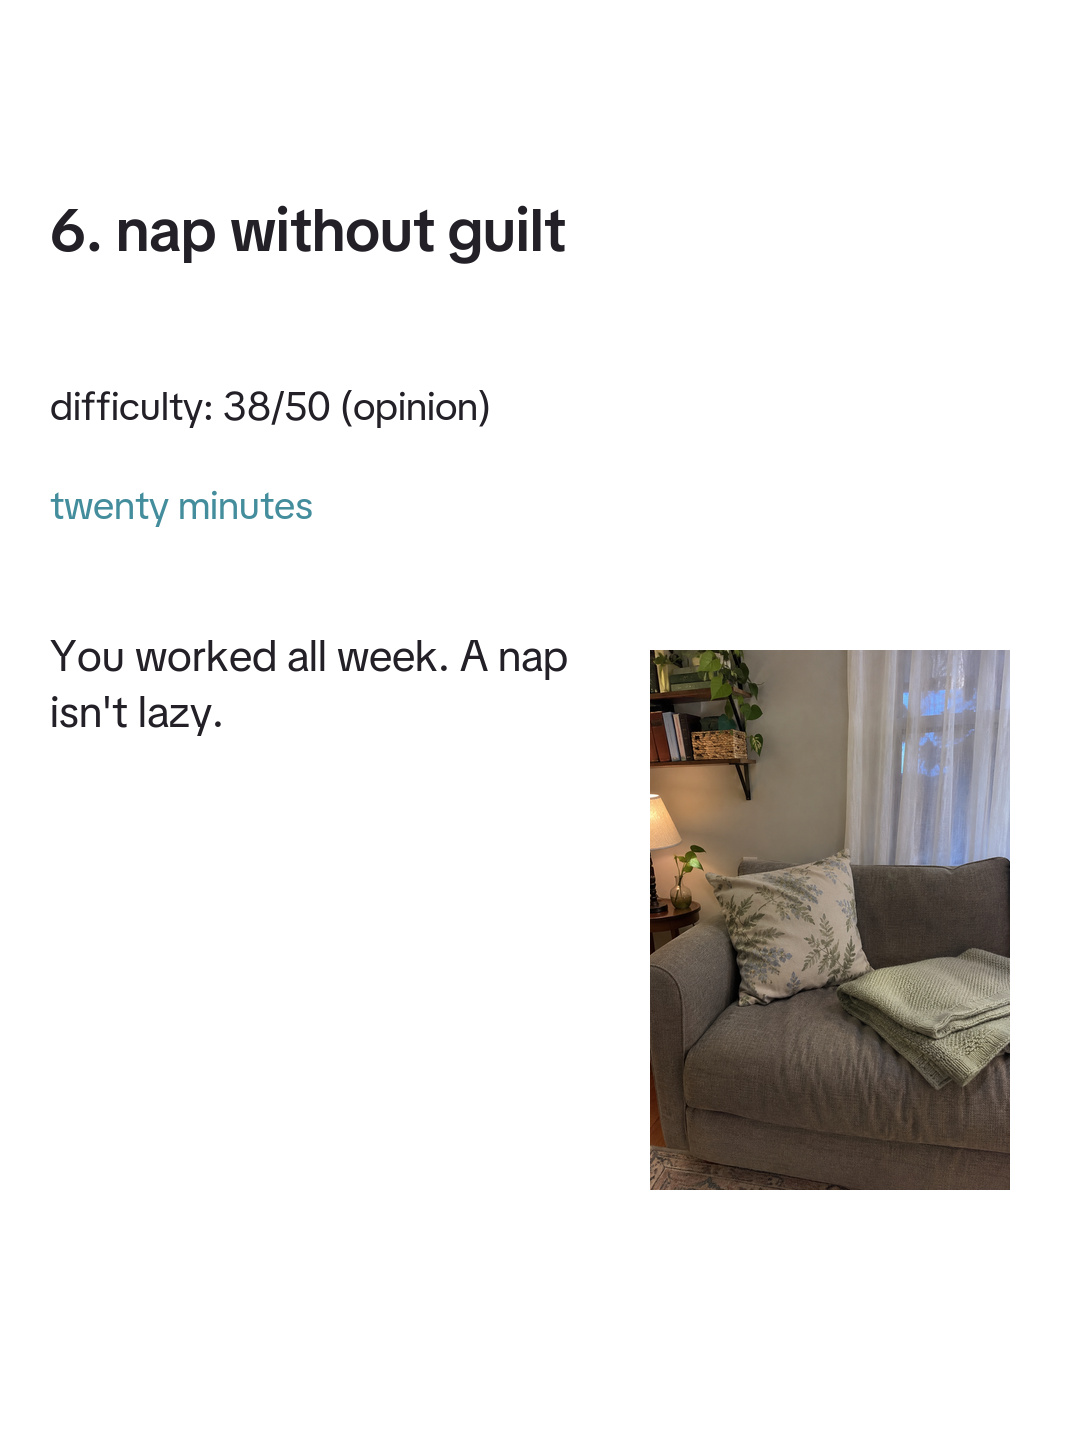 6. nap without guilt
difficulty: 38/50 (opinion)
twenty minutes
You worked all week. A nap
isn't lazy.